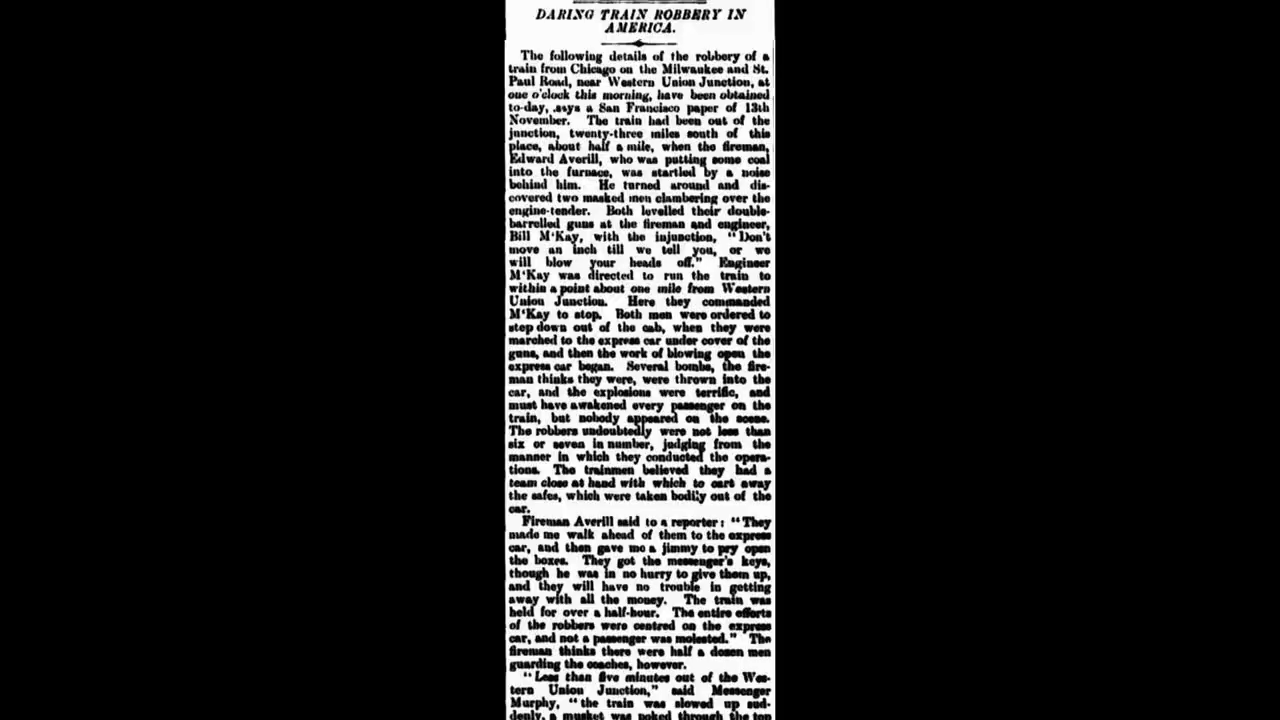 DARING TRAIN ROBBERY IN
AMERICA.
The following details of the robbery of a
train from Chicago on the Milwaukee and St.
Paul Road, near Western Union Junction, at
one o'clock this morning, have been obtained
to-day, says a San Francisco paper of 13th
November. The train had been out of the
junction, twenty-three miles south of this
place, about half a mile, when the fireman,
Edward Averill, who was putting some coal
into the furnace, was startled by a noise
behind him. He turned around and dis-
covered two masked men clambering over the
engine-tender. Both levelled their double-
barrelled guns at the fireman and engineer,
Bill M'Kay, with the injunction, "Don't
move an inch till we tell you, or we
will blow your heads off." Engineer
M'Kay was directed to run the train to
within a point about one mile from Western
Union Junction. Here they commanded
M'Kay to stop. Both men were ordered to
step down out of the cab, when they were
marched to the express car under cover of the
guns, and then the work of blowing open the
express car began. Several bombs, the fire-
man thinks they were, were thrown into the
car, and the explosions were terrific, and
must have awakened every passenger on the
train, but nobody appeared on the scene.
The robbers undoubtedly were not less than
six or seven in number, judging from the
manner in which they conducted the opera-
tions. The trainmen believed they had a
team close at hand with which to cart away
the safes, which were taken bodily out of the
car.
Fireman Averill said to a reporter: "They
made me walk ahead of them to the express
car, and then gave me a jimmy to pry open
the boxes. They got the messenger's keys,
though he was in no hurry to give them up,
and they will have no trouble in getting
away with all the money. The train was
held for over a half-hour. The entire efforts
of the robbers were centred on the express
car, and not a passenger was molested." The
fireman thinks there were half a dozen men
guarding the coaches, however.
"Less than five minutes out of the Wes-
tern Union Junction," said Messenger
Murphy, "the train was slowed up sud-
denly, a musket was poked through the top